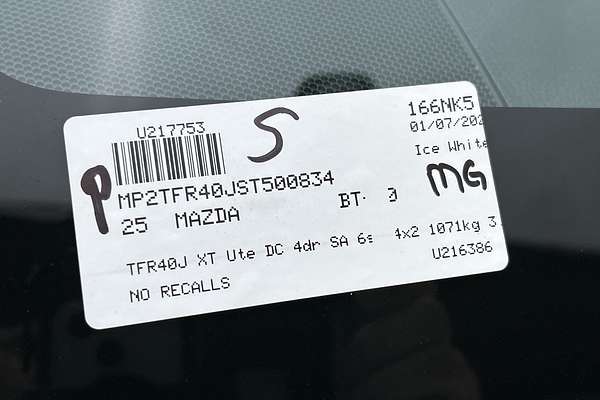 U217753
S
166NK5
01/07/202
Ice White
P
MP2TFR40JST500834
MG
25 MAZDA
BT-
TFR40J XT Ute DC 4dr SA 6s 4x2 1071kg 3
U216386
NO RECALLS